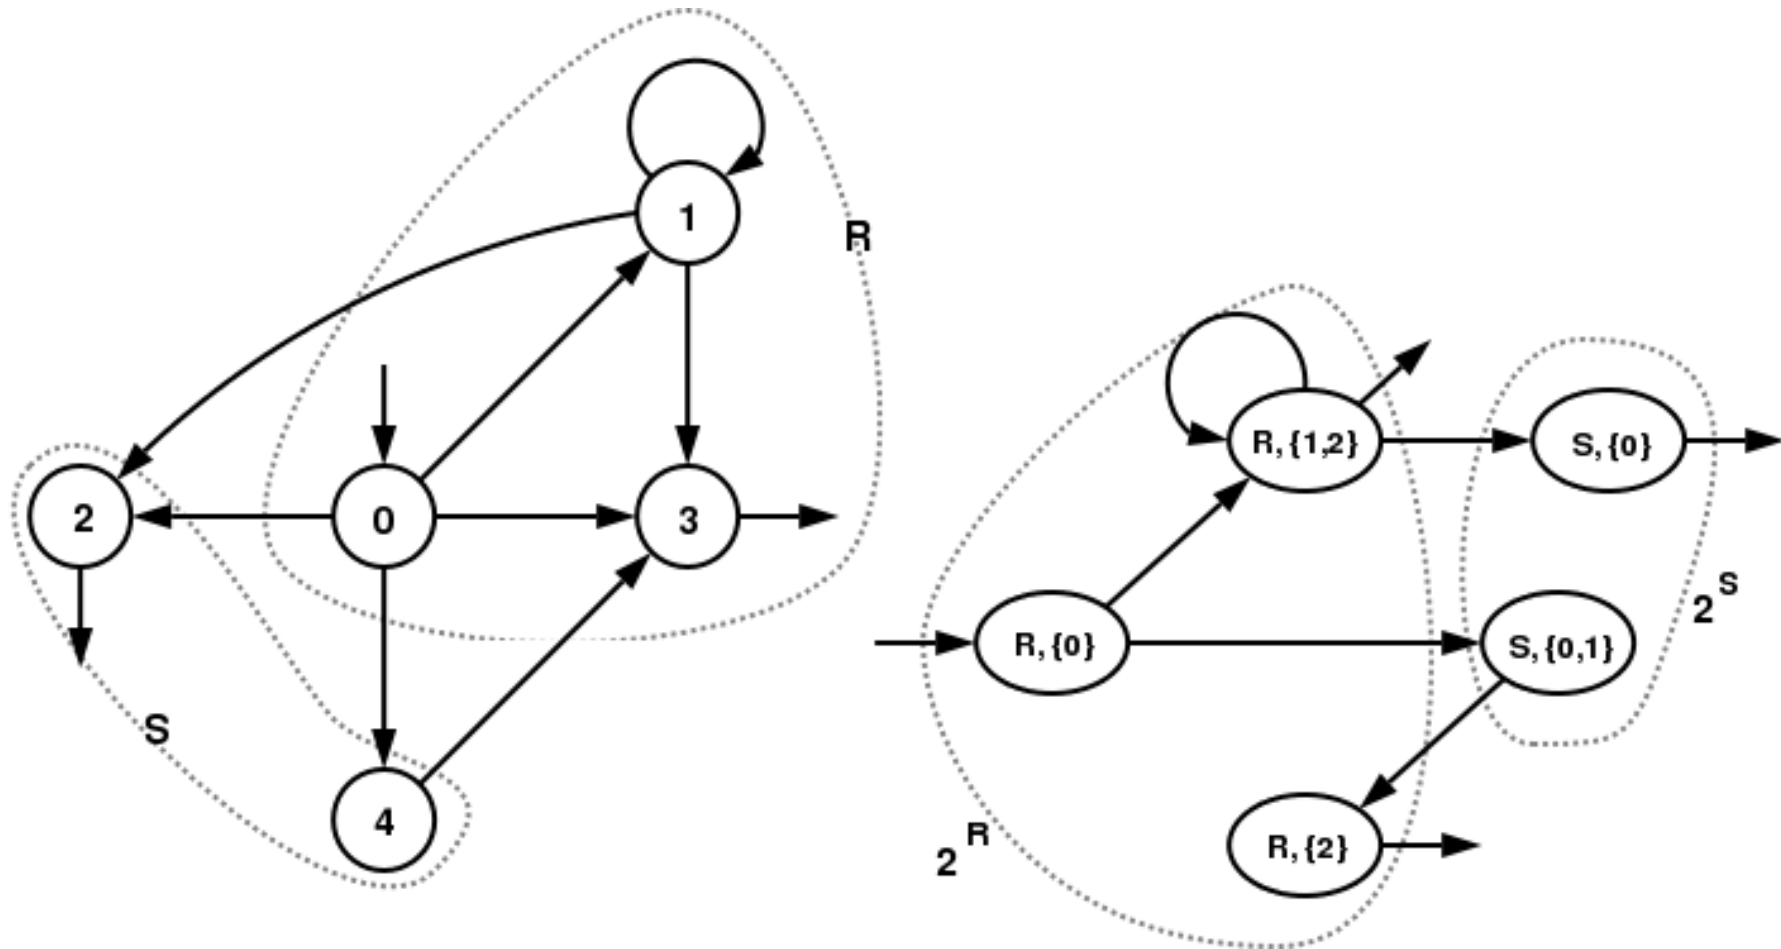 1
R
2
0
3
S
4
R, {1,2}
S, {0}
R, {0}
S, {0,1}
2^S
R, {2}
2^R